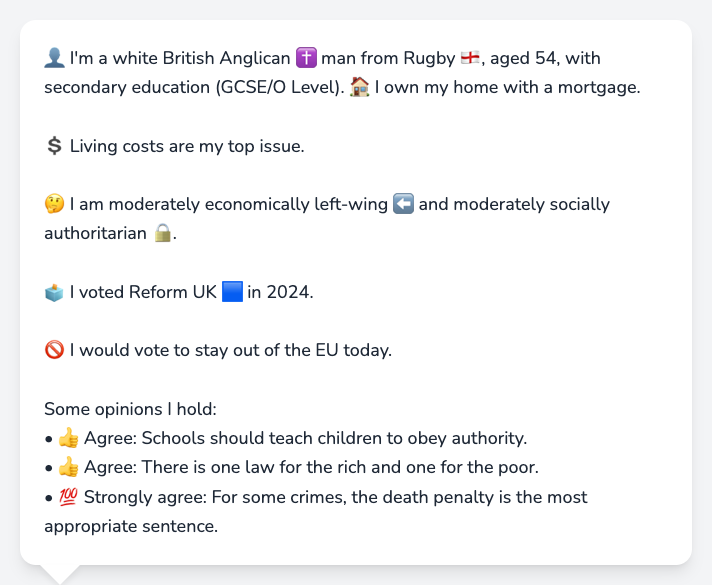 👤 I'm a white British Anglican ✝️ man from Rugby 🏴󠁧󠁢󠁥󠁮󠁧󠁿, aged 54, with
secondary education (GCSE/O Level). 🏠 I own my home with a mortgage.
💲 Living costs are my top issue.
🤔 I am moderately economically left-wing ⬅️ and moderately socially
authoritarian 🔒.
🗳️ I voted Reform UK 🟦 in 2024.
🚫 I would vote to stay out of the EU today.
Some opinions I hold:
• 👍 Agree: Schools should teach children to obey authority.
• 👍 Agree: There is one law for the rich and one for the poor.
• 💯 Strongly agree: For some crimes, the death penalty is the most
appropriate sentence.